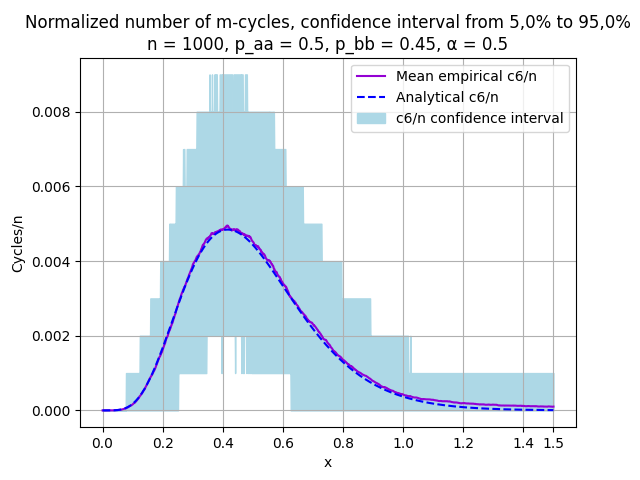 Normalized number of m-cycles, confidence interval from 5,0% to 95,0%
n = 1000, p_aa = 0.5, p_bb = 0.45, α = 0.5
Mean empirical c6/n
Analytical c6/n
c6/n confidence interval
0.008
0.006
0.004
0.002
0.000
Cycles/n
0.0 0.2 0.4 0.6 0.8 1.0 1.2 1.4 1.5
x